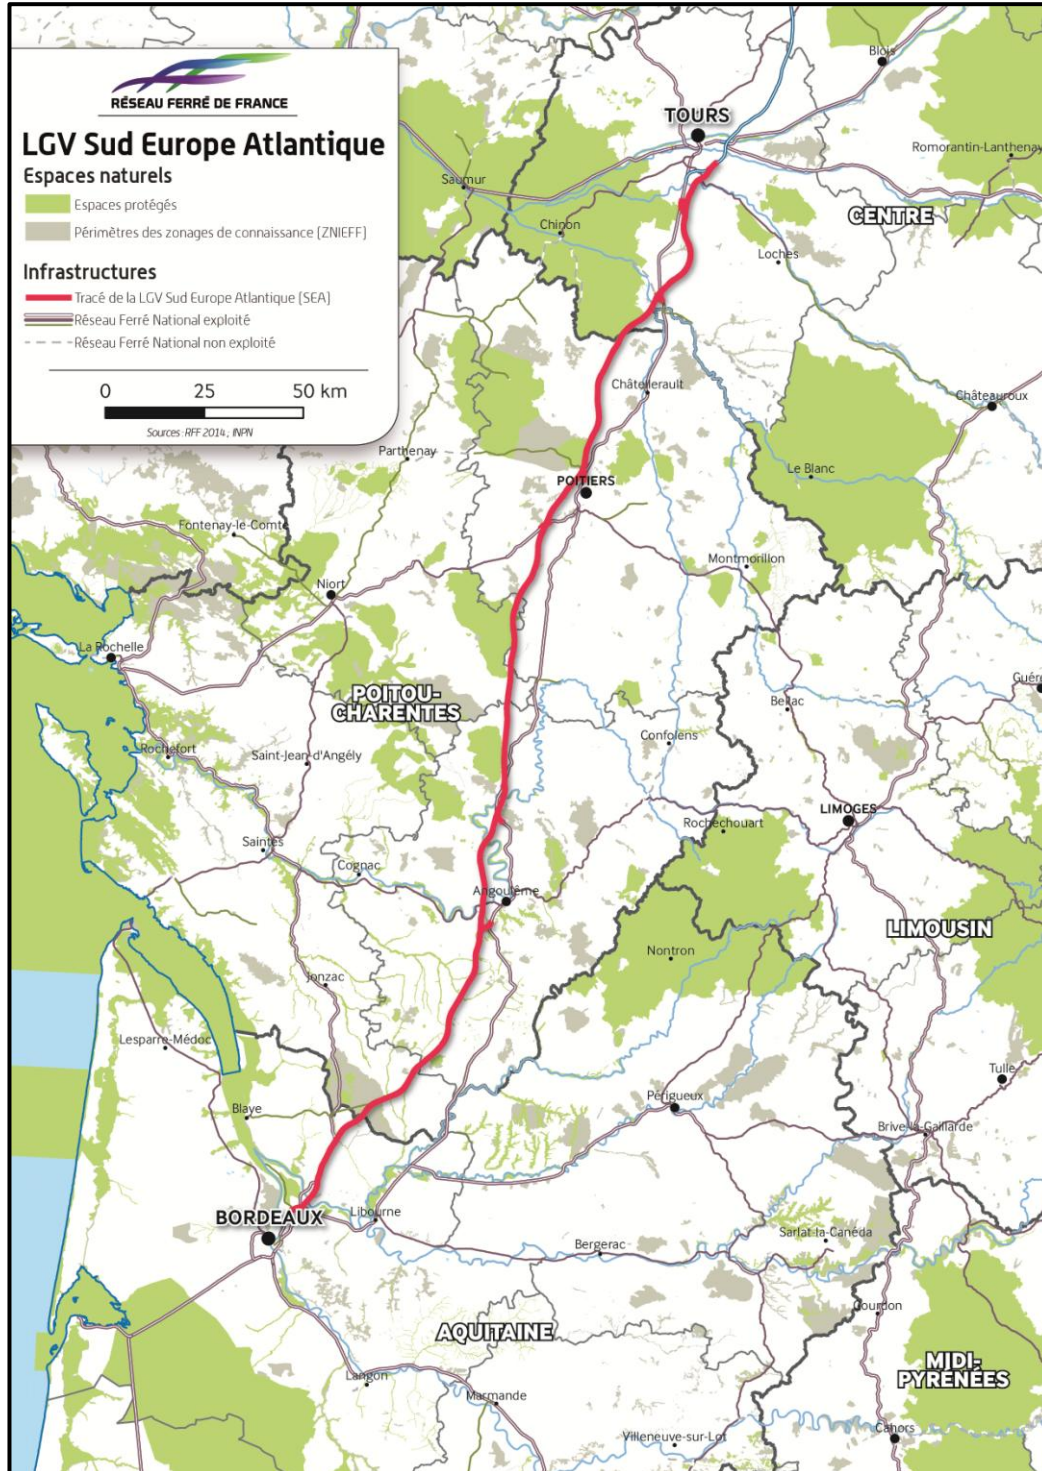 RÉSEAU FERRÉ DE FRANCE
LGV Sud Europe Atlantique
Espaces naturels
Espaces protégés
Périmètres des zonages de connaissance (ZNIEFF)
Infrastructures
Tracé de la LGV Sud Europe Atlantique (SEA)
Réseau Ferré National exploité
Réseau Ferré National non exploité
0 25 50 km
Sources : RFF 2014 ; INPN
Blois
TOURS
Romorantin-Lanthenay
Saumur
CENTRE
Chinon
Loches
Châtellerault
Châteauroux
Parthenay
Le Blanc
POITIERS
Fontenay-le-Comte
Montmorillon
Niort
La Rochelle
POITOU-
CHARENTES
Bellac
Confolens
Rochefort
Saint-Jean-d'Angély
LIMOGES
Rochechouart
Saintes
Cognac
Angoulême
LIMOUSIN
Nontron
Jonzac
Lesparre-Médoc
Tulle
Périgueux
Blaye
Brive-la-Gaillarde
BORDEAUX
Libourne
Sarlat-la-Canéda
Bergerac
Gourdon
AQUITAINE
MIDI-
PYRÉNÉES
Langon
Marmande
Cahors
Villeneuve-sur-Lot